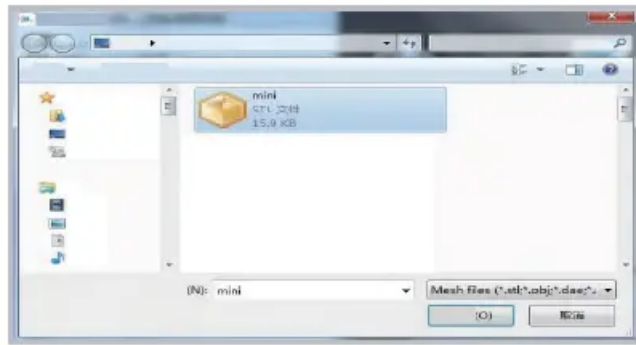 mini
STL 文件
15.9 KB
(N): mini
Mesh files (*.stl;*.obj;*.dae;*.
(O)
取消